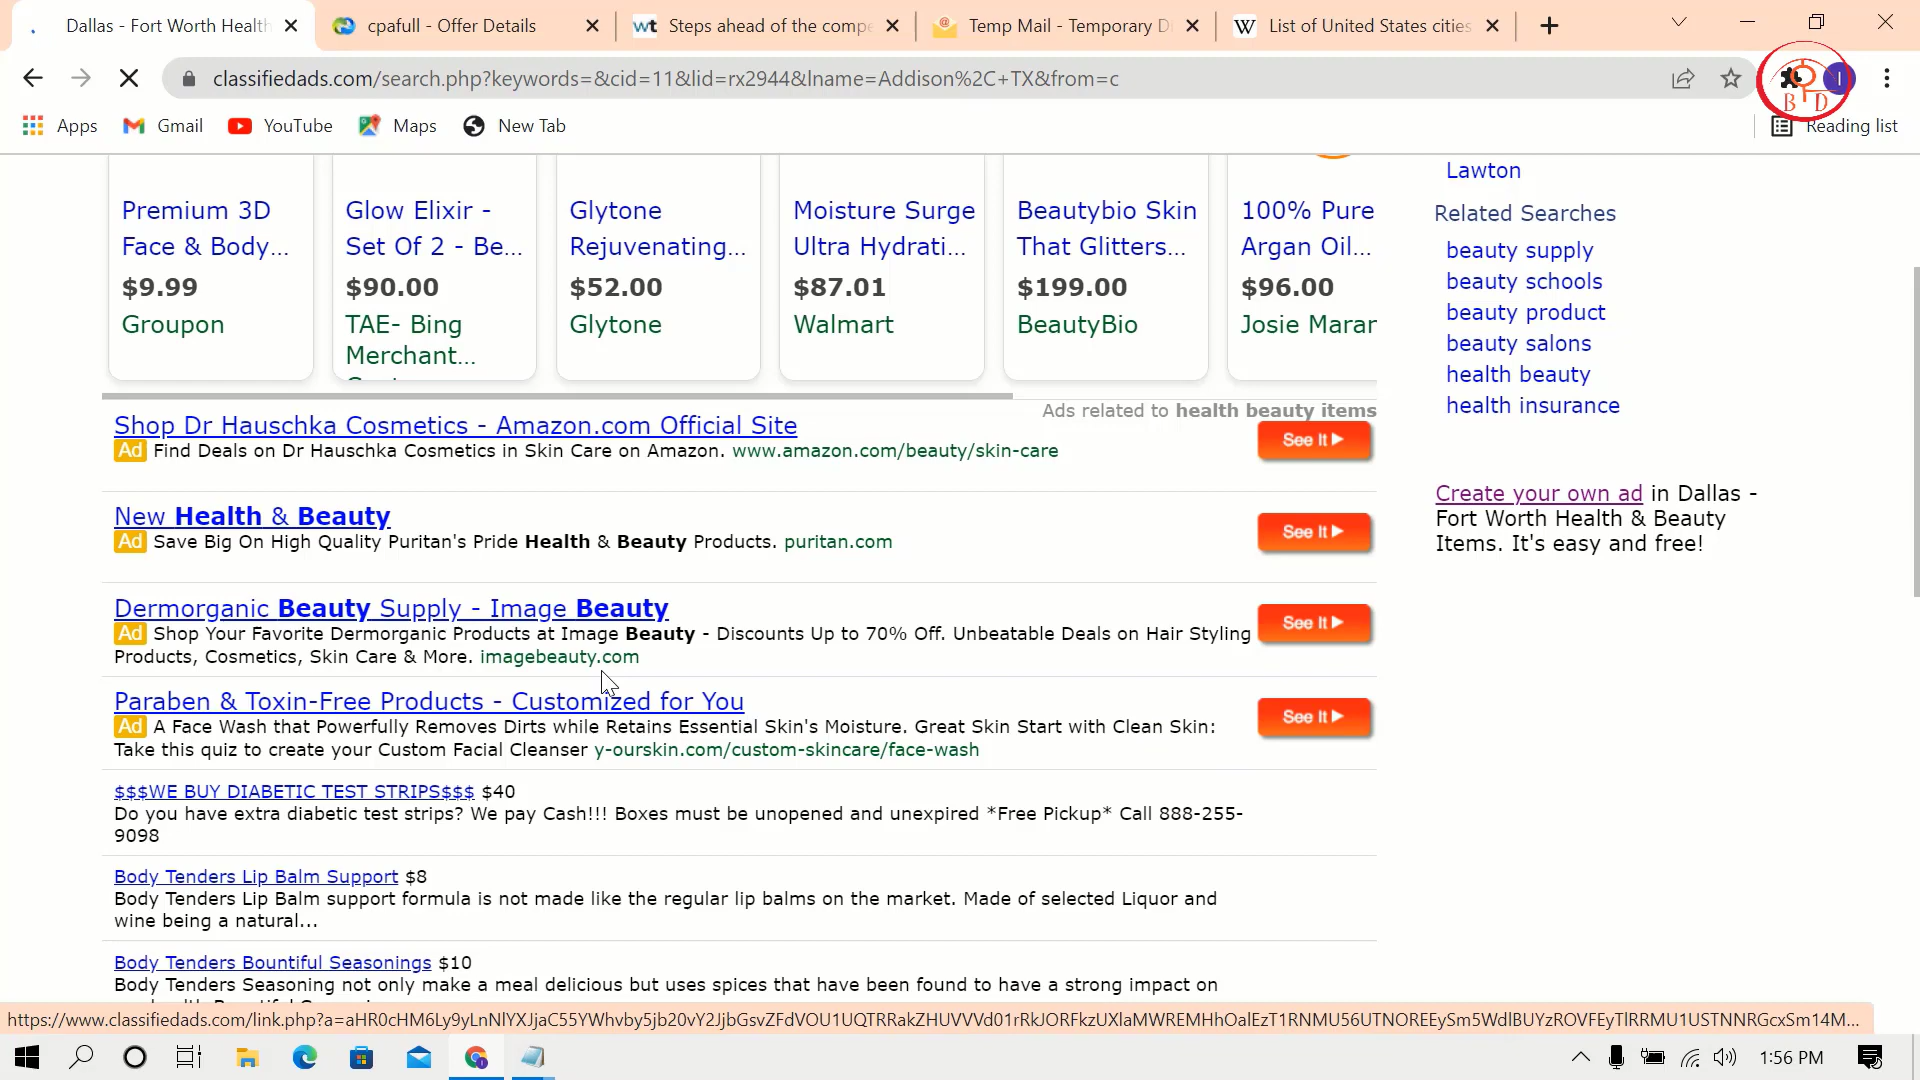 Dallas - Fort Worth Health
cpafull - Offer Details
wt Steps ahead of the compe
Temp Mail - Temporary Di
W List of United States cities
classifiedads.com/search.php?keywords=&cid=11&lid=rx2944&lname=Addison%2C+TX&from=c
I
B D
Apps
Gmail
YouTube
Maps
New Tab
Reading list
Premium 3D
Face & Body...
$9.99
Groupon
Glow Elixir -
Set Of 2 - Be...
$90.00
TAE- Bing
Merchant...
Glytone
Rejuvenating...
$52.00
Glytone
Moisture Surge
Ultra Hydrati...
$87.01
Walmart
Beautybio Skin
That Glitters...
$199.00
BeautyBio
100% Pure
Argan Oil...
$96.00
Josie Maran
Ads related to health beauty items
Shop Dr Hauschka Cosmetics - Amazon.com Official Site
Ad Find Deals on Dr Hauschka Cosmetics in Skin Care on Amazon. www.amazon.com/beauty/skin-care
See It
New Health & Beauty
Ad Save Big On High Quality Puritan's Pride Health & Beauty Products. puritan.com
See It
Dermorganic Beauty Supply - Image Beauty
Ad Shop Your Favorite Dermorganic Products at Image Beauty - Discounts Up to 70% Off. Unbeatable Deals on Hair Styling
Products, Cosmetics, Skin Care & More. imagebeauty.com
See It
Paraben & Toxin-Free Products - Customized for You
Ad A Face Wash that Powerfully Removes Dirts while Retains Essential Skin's Moisture. Great Skin Start with Clean Skin:
Take this quiz to create your Custom Facial Cleanser y-ourskin.com/custom-skincare/face-wash
See It
$$$WE BUY DIABETIC TEST STRIPS$$$ $40
Do you have extra diabetic test strips? We pay Cash!!! Boxes must be unopened and unexpired *Free Pickup* Call 888-255-
9098
Body Tenders Lip Balm Support $8
Body Tenders Lip Balm support formula is not made like the regular lip balms on the market. Made of selected Liquor and
wine being a natural...
Body Tenders Bountiful Seasonings $10
Body Tenders Seasoning not only make a meal delicious but uses spices that have been found to have a strong impact on
Lawton
Related Searches
beauty supply
beauty schools
beauty product
beauty salons
health beauty
health insurance
Create your own ad in Dallas -
Fort Worth Health & Beauty
Items. It's easy and free!
1:56 PM